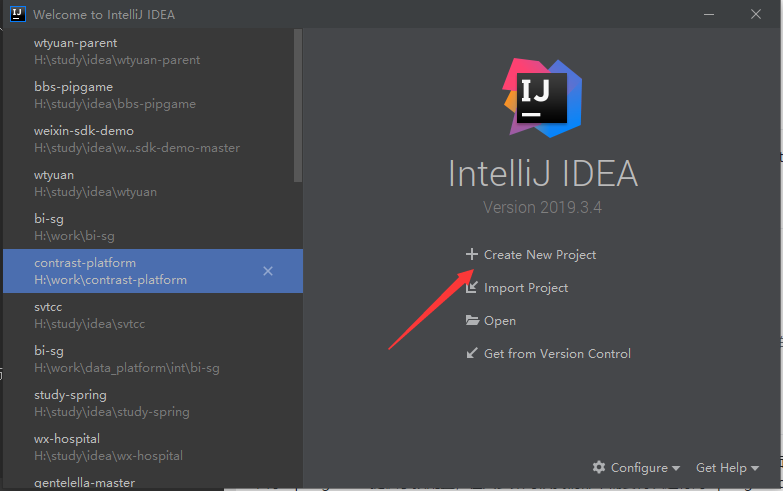 Welcome to IntelliJ IDEA
wtyuan-parent
H:\study\idea\wtyuan-parent
bbs-pipgame
H:\study\idea\bbs-pipgame
weixin-sdk-demo
H:\study\idea\w...sdk-demo-master
wtyuan
H:\study\idea\wtyuan
bi-sg
H:\work\bi-sg
contrast-platform
H:\work\contrast-platform
svtcc
H:\study\idea\svtcc
bi-sg
H:\work\data_platform\int\bi-sg
study-spring
H:\study\idea\study-spring
wx-hospital
H:\study\idea\wx-hospital
gentelella-master
IJ
IntelliJ IDEA
Version 2019.3.4
Create New Project
Import Project
Open
Get from Version Control
Configure
Get Help